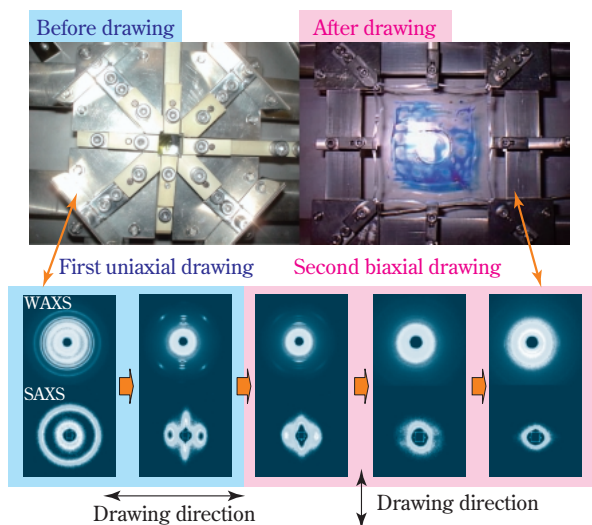 Before drawing
After drawing
First uniaxial drawing
Second biaxial drawing
WAXS
SAXS
Drawing direction
Drawing direction